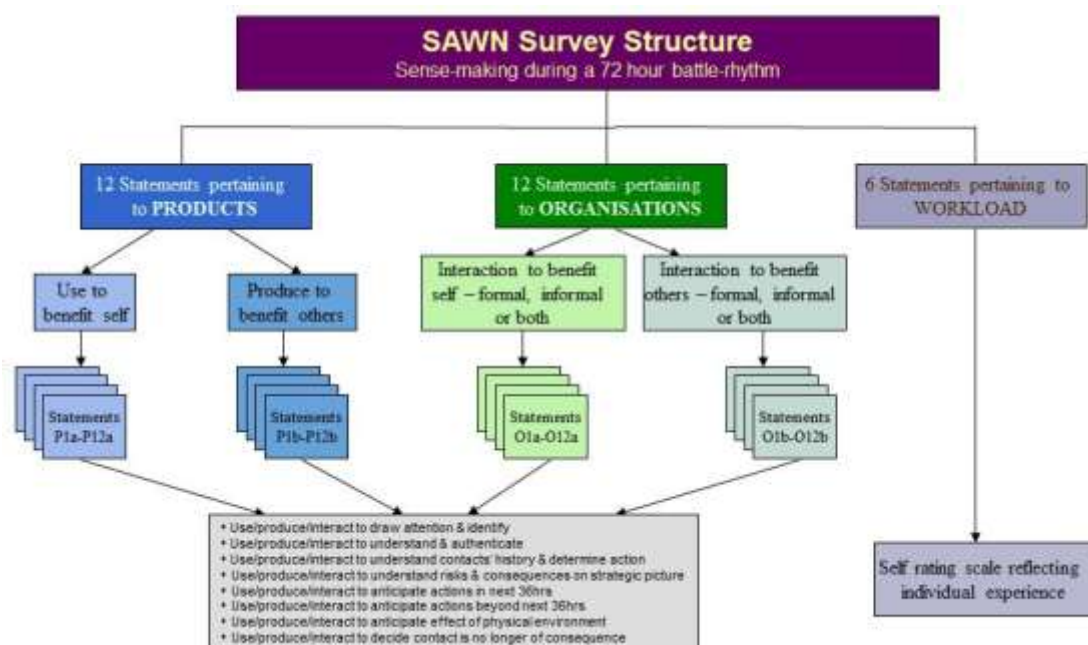 SAWN Survey Structure
Sense-making during a 72 hour battle-rhythm
12 Statements pertaining
to PRODUCTS
12 Statements pertaining
to ORGANISATIONS
6 Statements pertaining to
WORKLOAD
Use to
benefit self
Produce to
benefit others
Interaction to benefit
self – formal, informal
or both
Interaction to benefit
others – formal, informal
or both
Statements
P1a-P12a
Statements
P1b-P12b
Statements
O1a-O12a
Statements
O1b-O12b
• Use/produce/interact to draw attention & identify
• Use/produce/interact to understand & authenticate
• Use/produce/interact to understand contacts' history & determine action
• Use/produce/interact to understand risks & consequences on strategic picture
• Use/produce/interact to anticipate actions in next 36hrs
• Use/produce/interact to anticipate actions beyond next 36hrs
• Use/produce/interact to anticipate effect of physical environment
• Use/produce/interact to decide contact is no longer of consequence
Self rating scale reflecting
individual experience